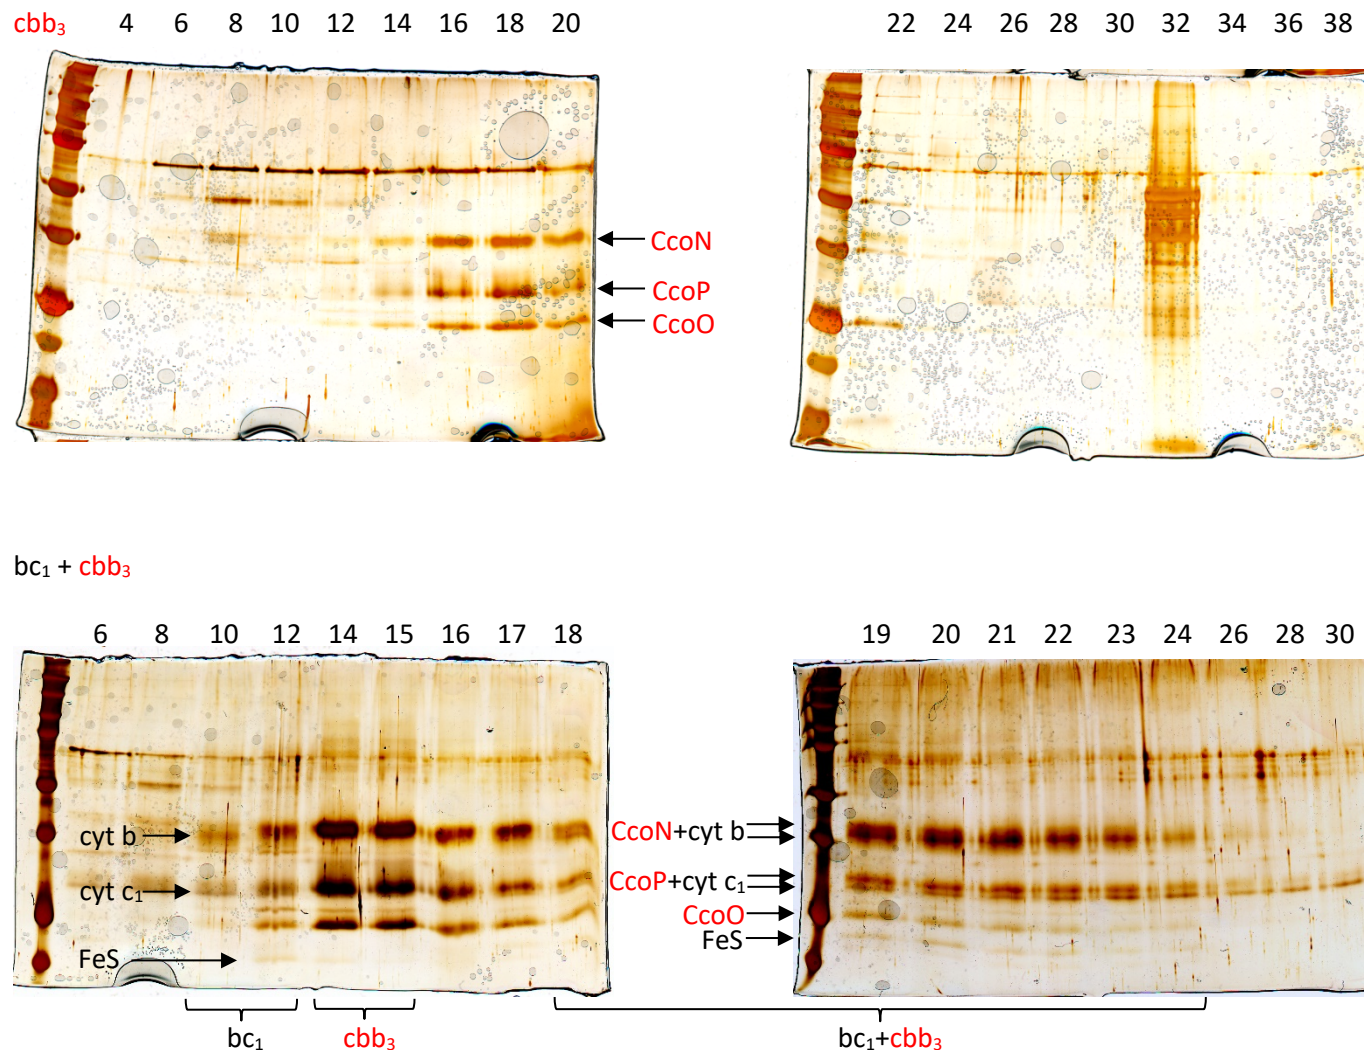 cbb₃ 4 6 8 10 12 14 16 18 20 22 24 26 28 30 32 34 36 38
CcoN
CcoP
CcoO
bc₁ + cbb₃
6 8 10 12 14 15 16 17 18 19 20 21 22 23 24 26 28 30
cyt b CcoN+cyt b
cyt c₁ CcoP+cyt c₁
CcoO
FeS FeS
bc₁ cbb₃ bc₁+cbb₃